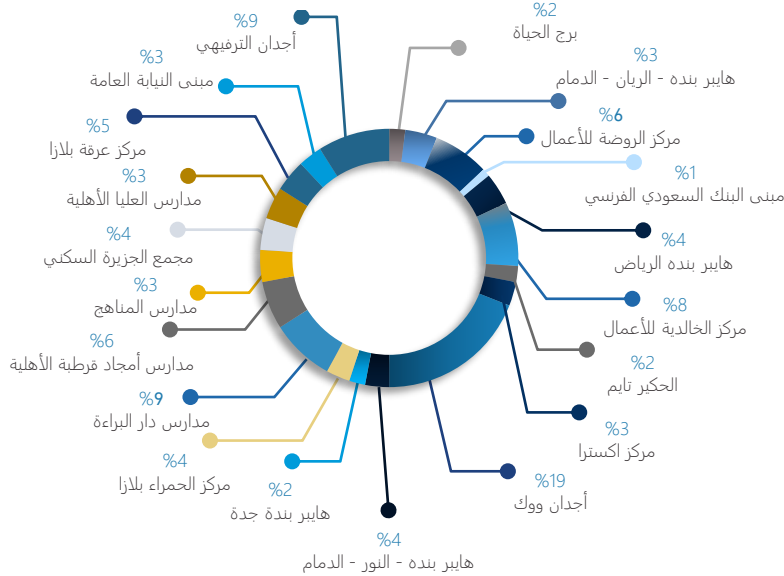 %2
برج الحياة
%3
هايبر بنده - الريان - الدمام
%6
مركز الروضة للأعمال
%1
مبنى البنك السعودي الفرنسي
%4
هايبر بنده الرياض
%8
مركز الخالدية للأعمال
%2
الحكير تايم
%3
مركز اكسترا
%19
أجدان ووك
%4
هايبر بنده - النور - الدمام
%2
هايبر بندة جدة
%4
مركز الحمراء بلازا
%9
مدارس دار البراءة
%6
مدارس أمجاد قرطبة الأهلية
%3
مدارس المناهج
%4
مجمع الجزيرة السكني
%3
مدارس العليا الأهلية
%5
مركز عرقة بلازا
%3
مبنى النيابة العامة
%9
أجدان الترفيهي